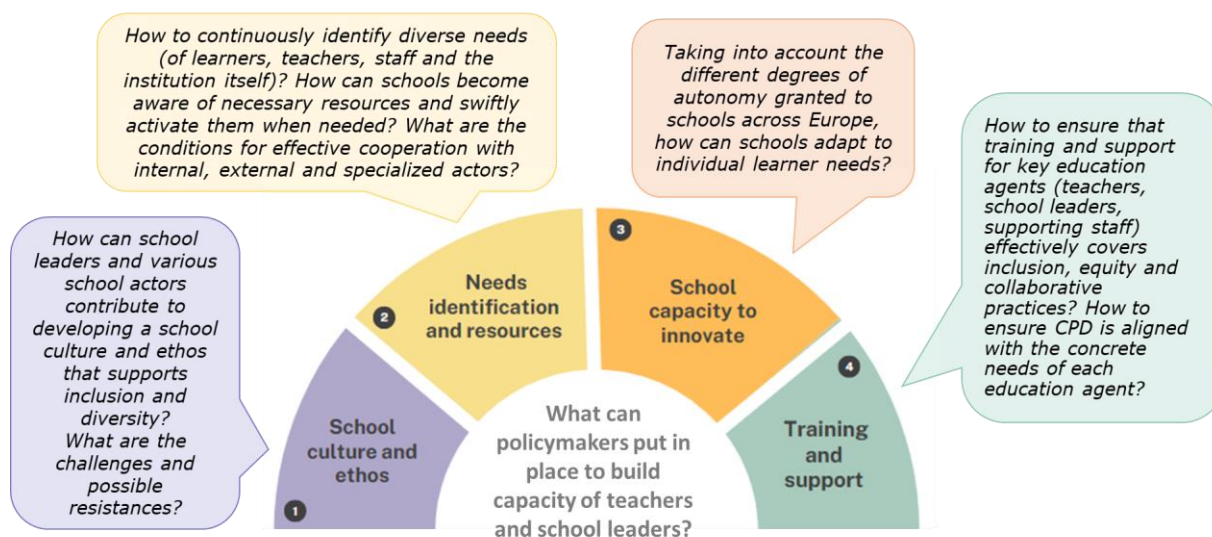 How to continuously identify diverse needs
(of learners, teachers, staff and the
institution itself)? How can schools become
aware of necessary resources and swiftly
activate them when needed? What are the
conditions for effective cooperation with
internal, external and specialized actors?
Taking into account the
different degrees of
autonomy granted to
schools across Europe,
how can schools adapt to
individual learner needs?
How to ensure that
training and support
for key education
agents (teachers,
school leaders,
supporting staff)
effectively covers
inclusion, equity and
collaborative
practices? How to
ensure CPD is aligned
with the concrete
needs of each
education agent?
How can school
leaders and various
school actors
contribute to
developing a school
culture and ethos
that supports
inclusion and
diversity?
What are the
challenges and
possible
resistances?
1
School
culture and
ethos
2
Needs
identification
and resources
3
School
capacity to
innovate
4
Training
and
support
What can
policymakers put in
place to build
capacity of teachers
and school leaders?